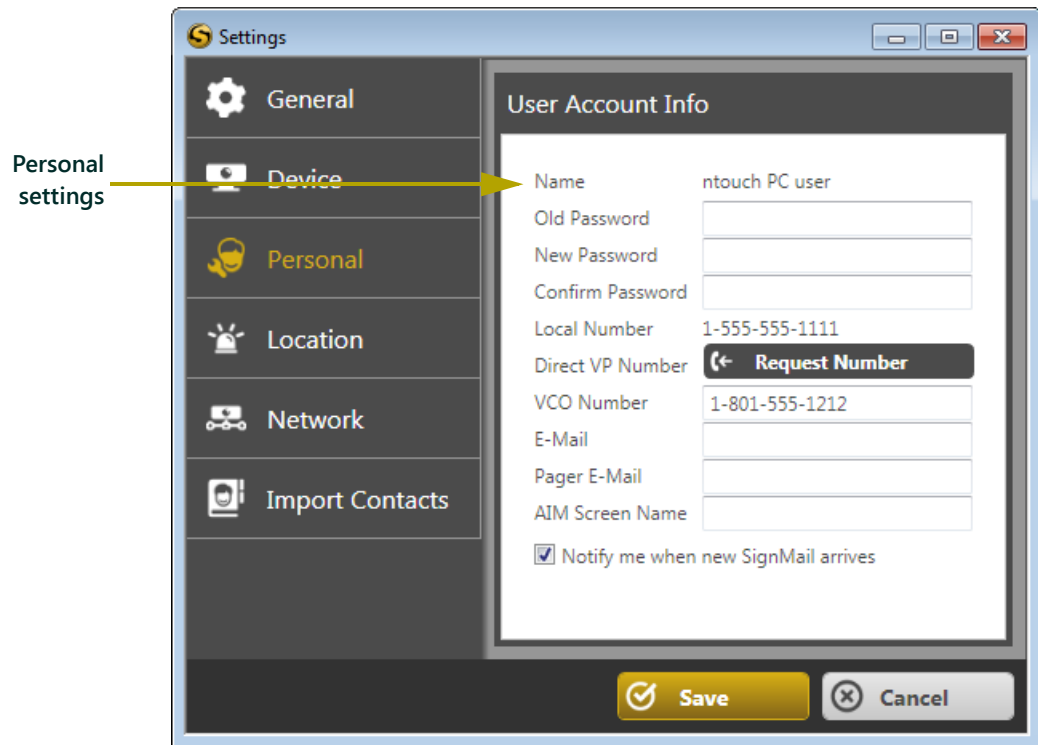 Settings
General
Device
Personal
Location
Network
Import Contacts
Personal
settings
User Account Info
Name ntouch PC user
Old Password
New Password
Confirm Password
Local Number 1-555-555-1111
Direct VP Number Request Number
VCO Number 1-801-555-1212
E-Mail
Pager E-Mail
AIM Screen Name
Notify me when new SignMail arrives
Save Cancel